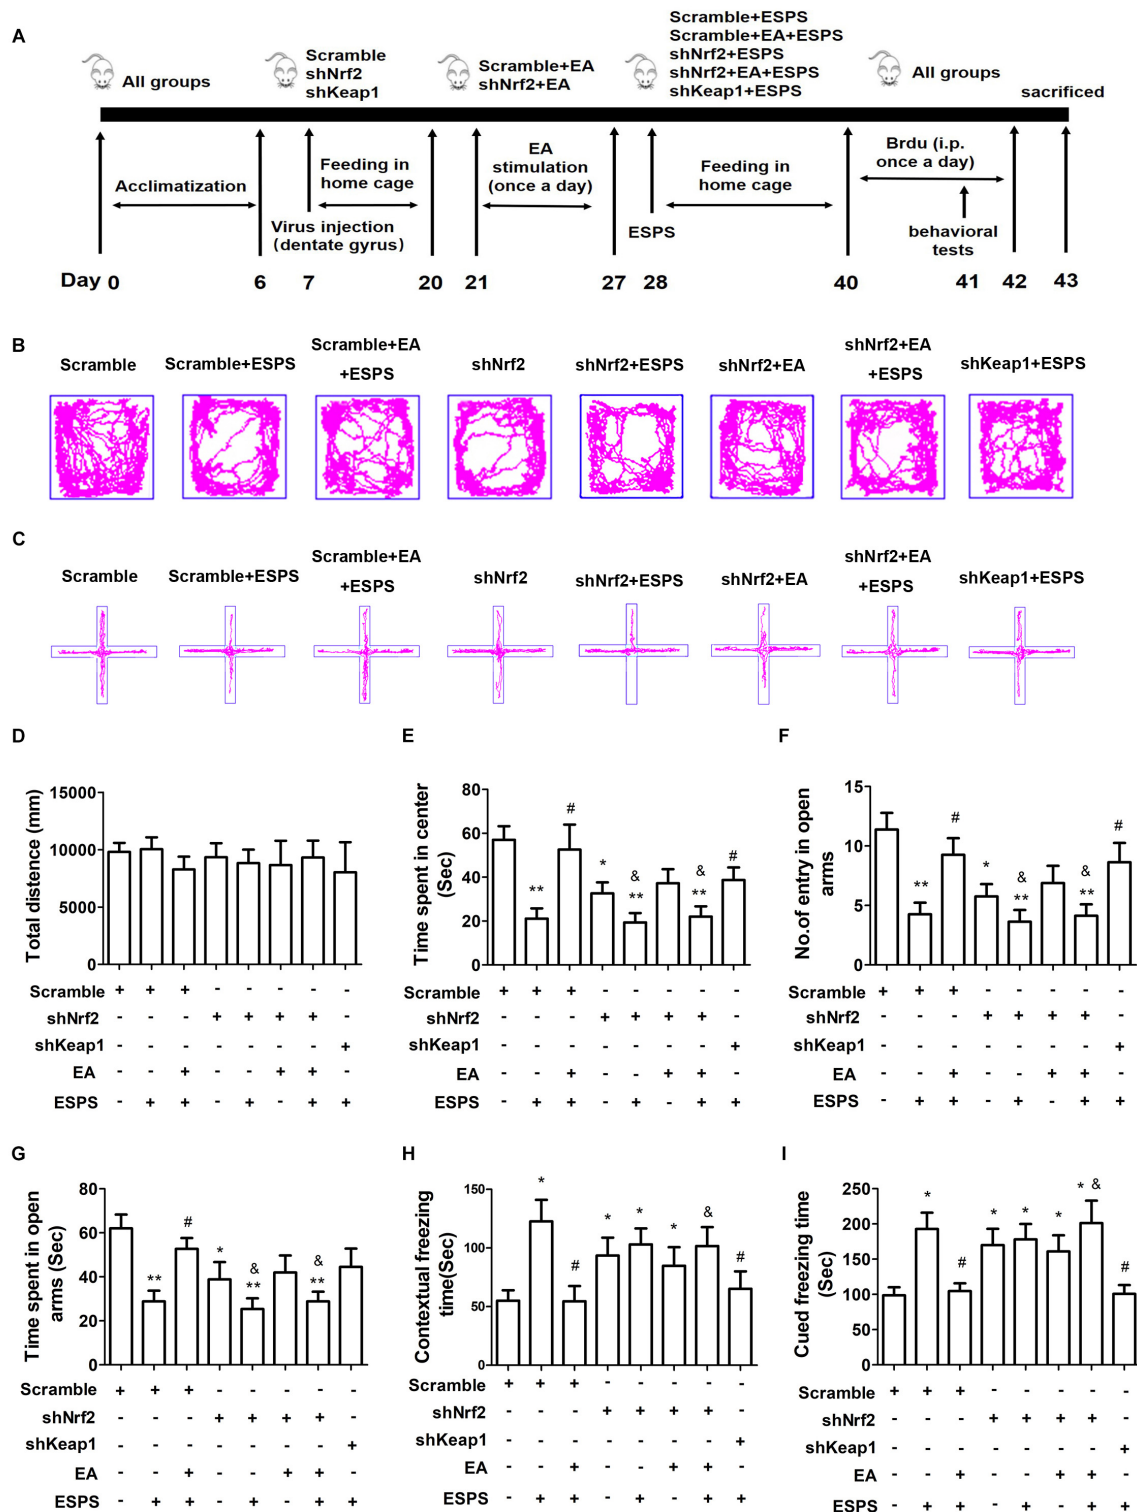 A
All groups
Scramble
shNrf2
shKeap1
Scramble+EA
shNrf2+EA
Scramble+ESPS
Scramble+EA+ESPS
shNrf2+ESPS
shNrf2+EA+ESPS
shKeap1+ESPS
All groups
sacrificed
Acclimatization
Feeding in
home cage
Virus injection
(dentate gyrus)
EA
stimulation
(once a day)
ESPS
Feeding in
home cage
Brdu (i.p.
once a day)
behavioral
tests
Day 0 6 7 20 21 27 28 40 41 42 43
B
Scramble
Scramble+ESPS
Scramble+EA
+ESPS
shNrf2
shNrf2+ESPS
shNrf2+EA
shNrf2+EA
+ESPS
shKeap1+ESPS
C
Scramble
Scramble+ESPS
Scramble+EA
+ESPS
shNrf2
shNrf2+ESPS
shNrf2+EA
shNrf2+EA
+ESPS
shKeap1+ESPS
D
Total distence (mm)
15000
10000
5000
0
Scramble + + + - - - - -
shNrf2 - - - + + + + -
shKeap1 - - - - - - - +
EA - - + - - + + -
ESPS - + + - + - + +
E
Time spent in center
(Sec)
80
60
40
20
0
**
#
*
&
**
&
**
#
Scramble + + + - - - - -
shNrf2 - - - + + + + -
shKeap1 - - - - - - - +
EA - - + - - + + -
ESPS - + + - + - + +
F
No.of entry in open
arms
15
10
5
0
**
#
*
&
**
&
**
#
Scramble + + + - - - - -
shNrf2 - - - + + + + -
shKeap1 - - - - - - - +
EA - - + - - + + -
ESPS - + + - + - + +
G
Time spent in open
arms (Sec)
80
60
40
20
0
**
#
*
&
**
&
**
Scramble + + + - - - - -
shNrf2 - - - + + + + -
shKeap1 - - - - - - - +
EA - - + - - + + -
ESPS - + + - + - + +
H
Contextual freezing
time(Sec)
150
100
50
0
*
#
*
*
*
&
#
Scramble + + + - - - - -
shNrf2 - - - + + + + -
shKeap1 - - - - - - - +
EA - - + - - + + -
ESPS - + + - + - + +
I
Cued freezing time
(Sec)
250
200
150
100
50
0
*
#
*
*
*
* &
#
Scramble + + + - - - - -
shNrf2 - - - + + + + -
shKeap1 - - - - - - - +
EA - - + - - + + -
ESPS - + + - + - + +